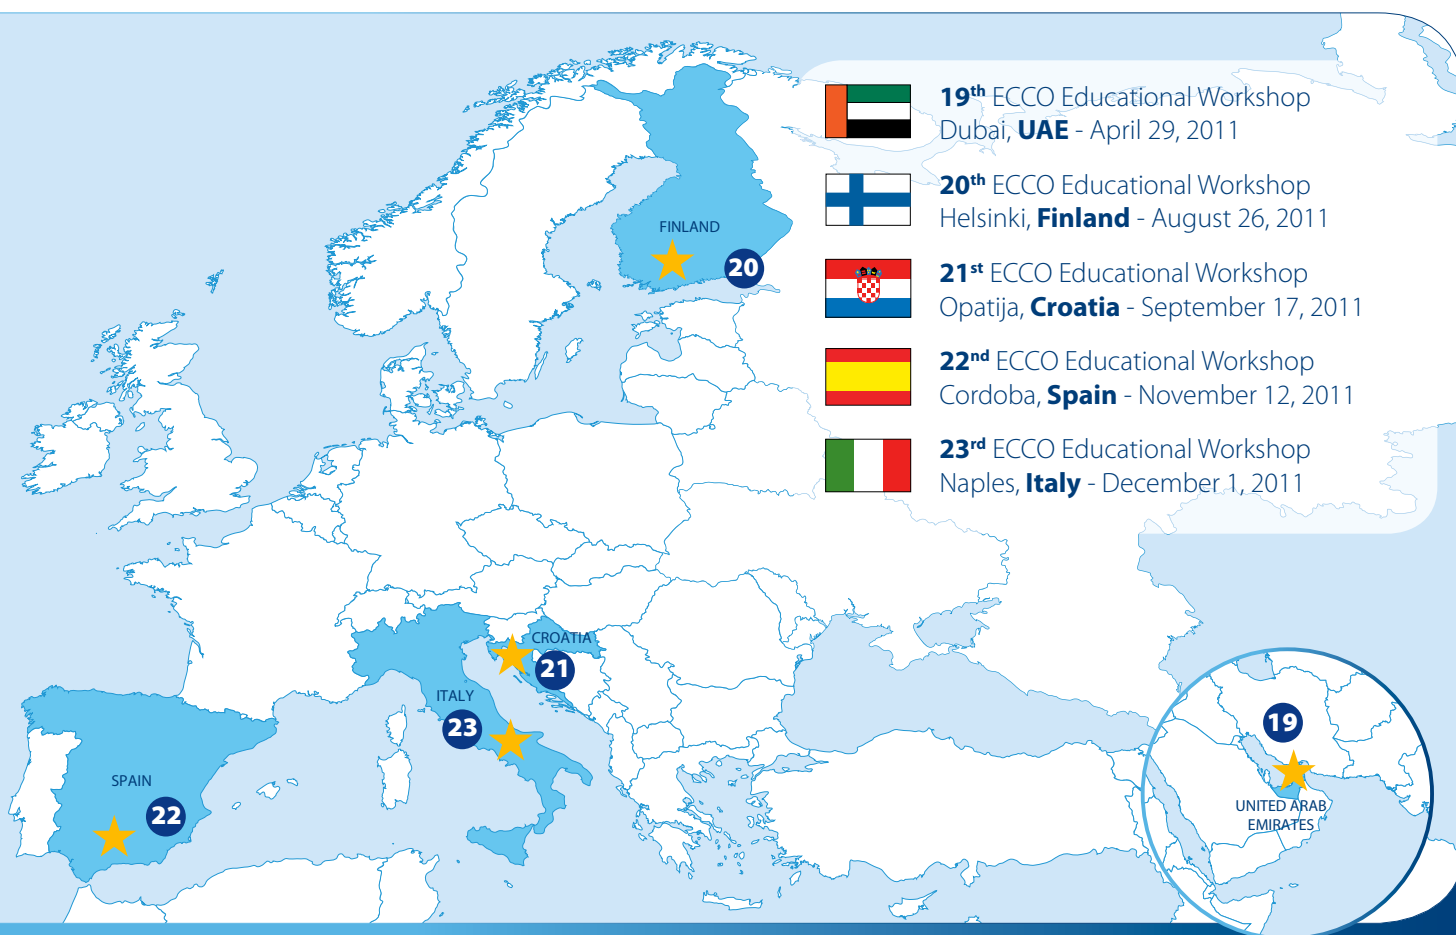 19th ECCO Educational Workshop
Dubai, UAE - April 29, 2011
20th ECCO Educational Workshop
Helsinki, Finland - August 26, 2011
21st ECCO Educational Workshop
Opatija, Croatia - September 17, 2011
22nd ECCO Educational Workshop
Cordoba, Spain - November 12, 2011
23rd ECCO Educational Workshop
Naples, Italy - December 1, 2011
FINLAND
20
CROATIA
21
ITALY
23
SPAIN
22
19
UNITED ARAB
EMIRATES